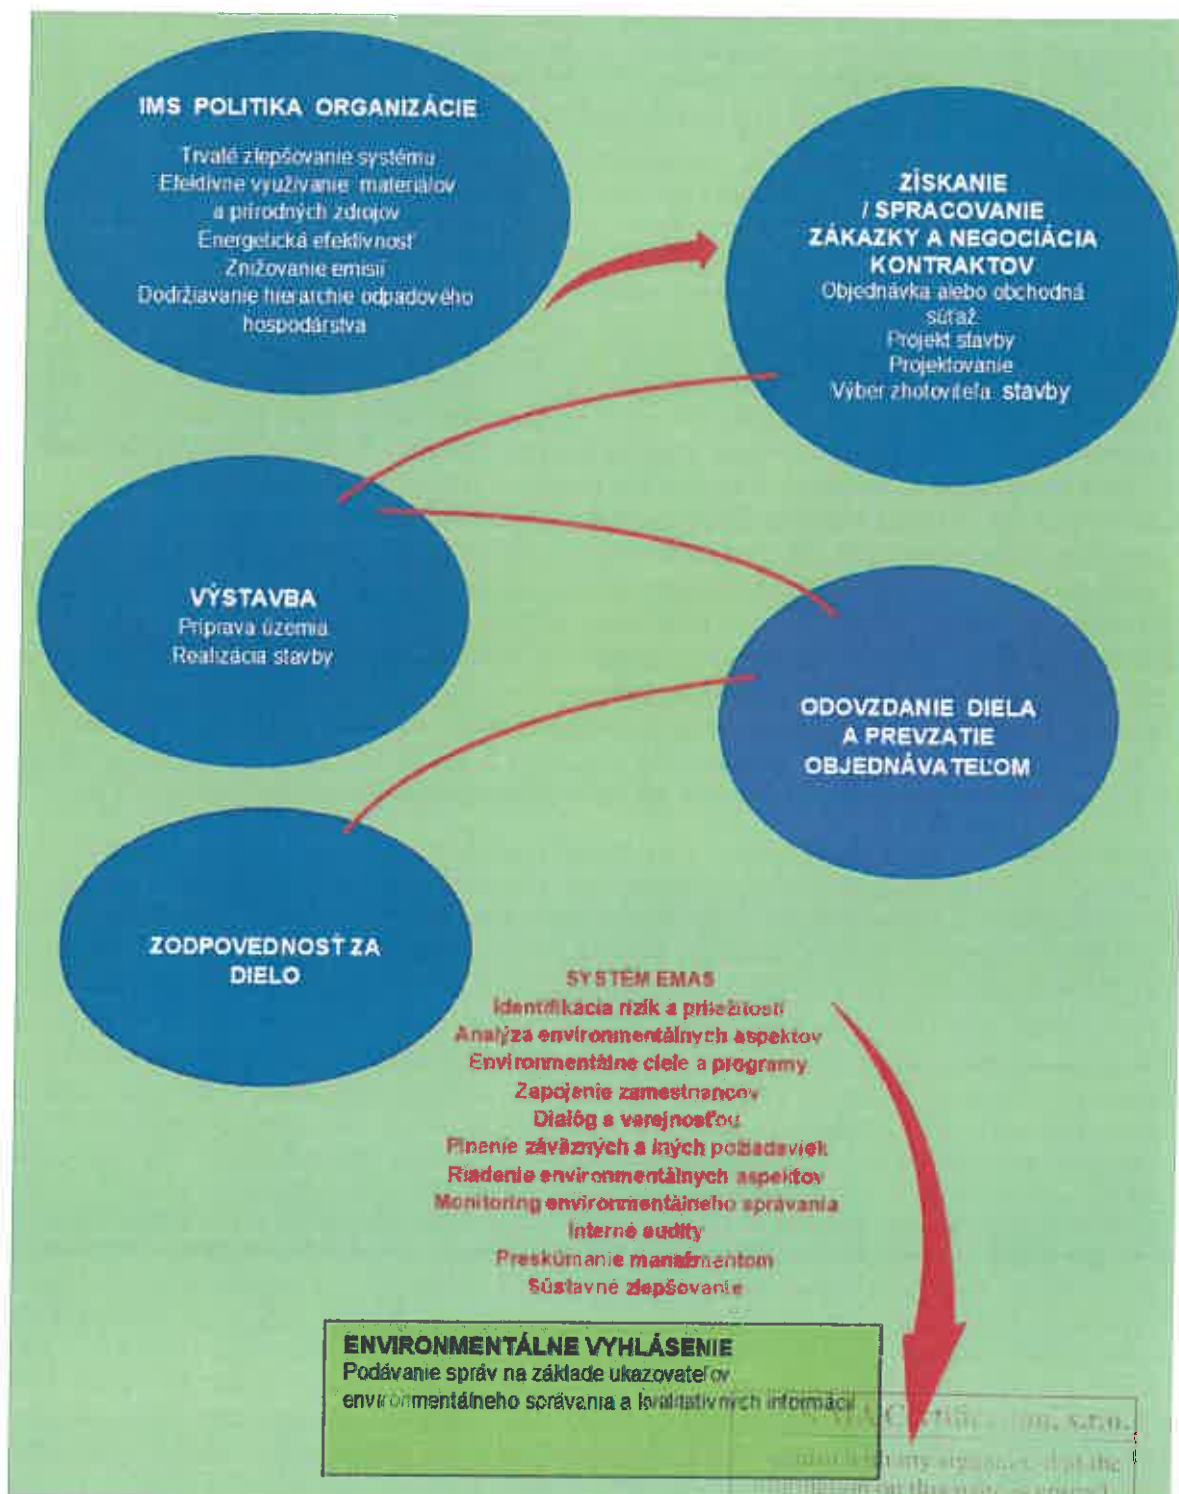 IMS POLITIKA ORGANIZÁCIE
Trvalé zlepšovanie systému
Efektívne využívanie materiálov
a prírodných zdrojov
Energetická efektívnosť
Znižovanie emisií
Dodržiavanie hierarchie odpadového
hospodárstva
ZÍSKANIE
/ SPRACOVANIE
ZÁKAZKY A NEGOCIÁCIA
KONTRAKTOV
Objednávka alebo obchodná
súťaž
Projekt stavby
Projektovanie
Výber zhotoviteľa stavby
VÝSTAVBA
Príprava územia
Realizácia stavby
ODOVZDANIE DIELA
A PREVZATIE
OBJEDNÁVATEĽOM
ZODPOVEDNOSŤ ZA
DIELO
SYSTÉM EMAS
Identifikácia rizík a príležitostí
Analýza environmentálnych aspektov
Environmentálne ciele a programy
Zapojenie zamestnancov
Dialóg s verejnosťou
Plnenie záväzných a iných požiadaviek
Riadenie environmentálnych aspektov
Monitoring environmentálneho správania
Interné audity
Preskúmanie manažmentom
Sústavné zlepšovanie
ENVIRONMENTÁLNE VYHLÁSENIE
Podávanie správ na základe ukazovateľov
environmentálneho správania a kvalitatívnych informácií
s.r.o.
the
on this